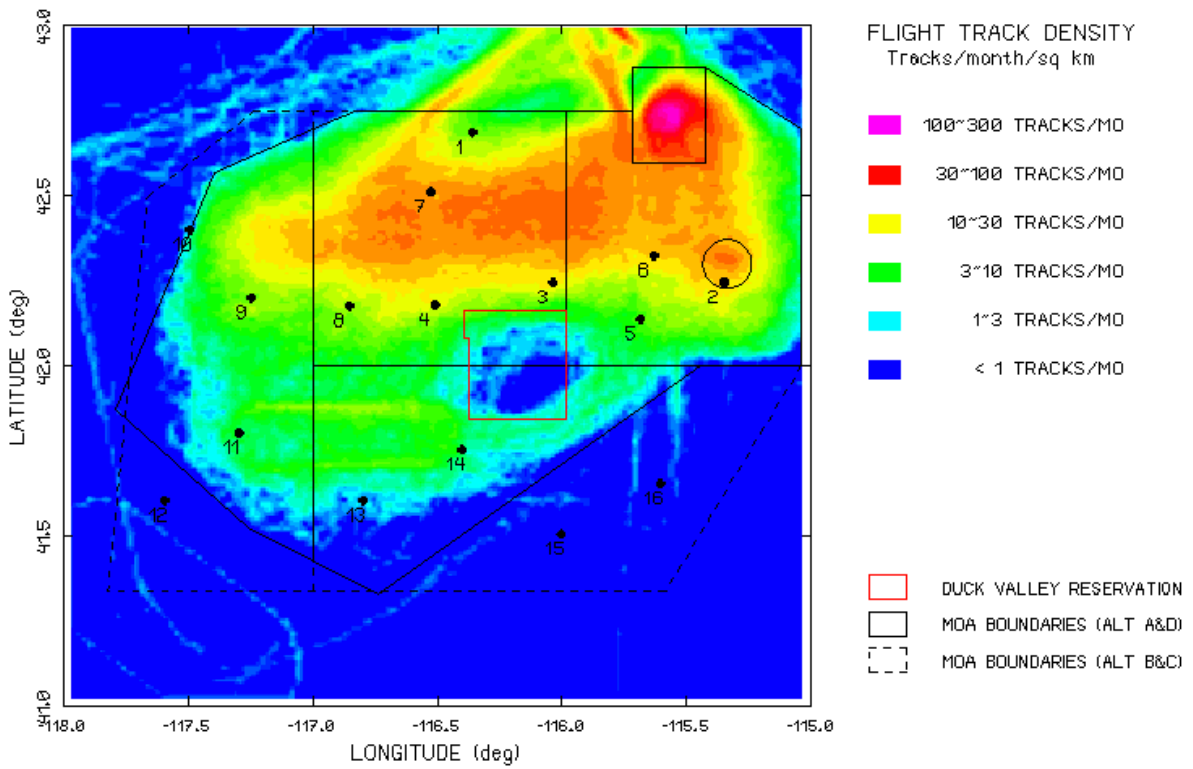 43.0
42.5
42.0
41.5
41.0
LATITUDE (deg)
-118.0
-117.5
-117.0
-116.5
-116.0
-115.5
-115.0
LONGITUDE (deg)
1
7
10
6
2
3
9
8
4
5
11
14
12
13
16
15
FLIGHT TRACK DENSITY
Tracks/month/sq km
100~300 TRACKS/MO
30~100 TRACKS/MO
10~30 TRACKS/MO
3~10 TRACKS/MO
1~3 TRACKS/MO
< 1 TRACKS/MO
DUCK VALLEY RESERVATION
MOA BOUNDARIES (ALT A&D)
MOA BOUNDARIES (ALT B&C)